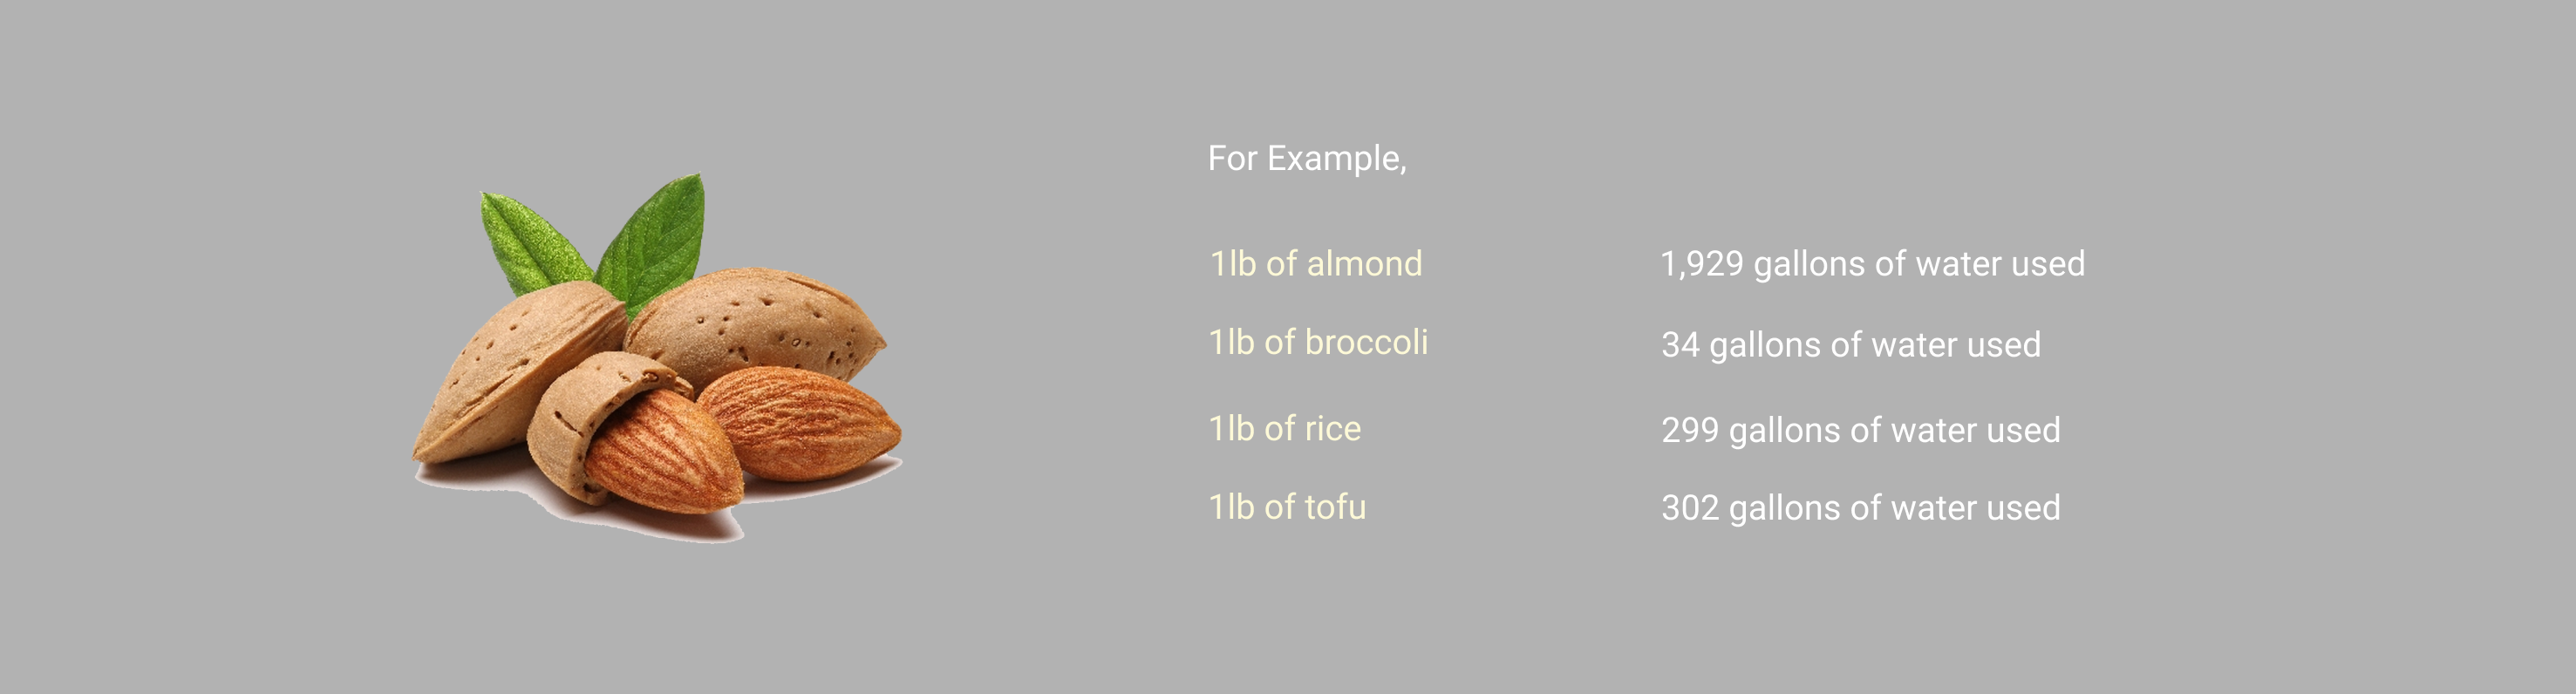 For Example,
1lb of almond 1,929 gallons of water used
1lb of broccoli 34 gallons of water used
1lb of rice 299 gallons of water used
1lb of tofu 302 gallons of water used